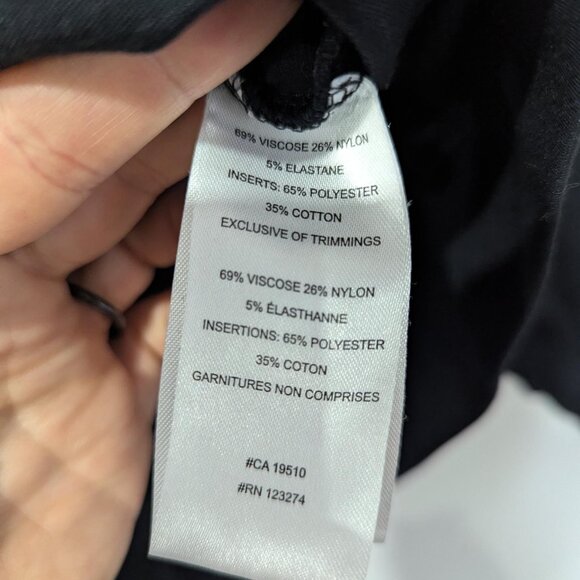 69% VISCOSE 26% NYLON
5% ELASTANE
INSERTS: 65% POLYESTER
35% COTTON
EXCLUSIVE OF TRIMMINGS
69% VISCOSE 26% NYLON
5% ÉLASTHANNE
INSERTIONS: 65% POLYESTER
35% COTON
GARNITURES NON COMPRISES
#CA 19510
#RN 123274